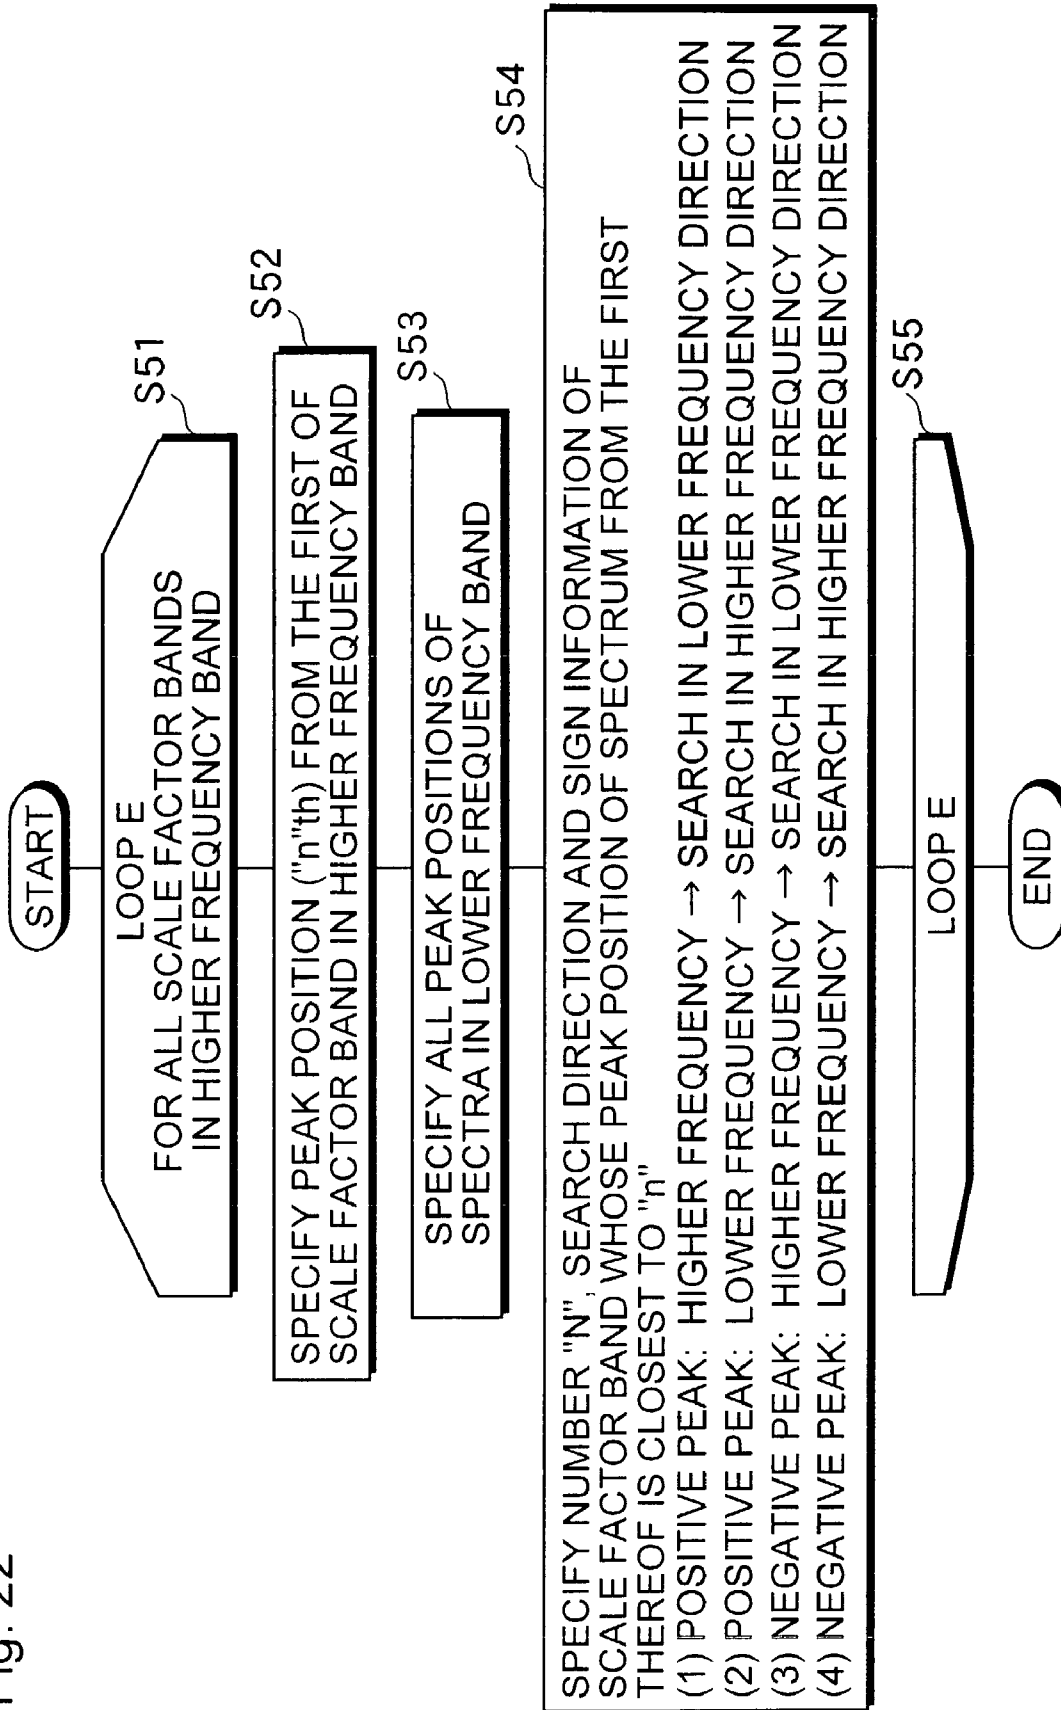 Fig. 22
START
S51
LOOP E
FOR ALL SCALE FACTOR BANDS
IN HIGHER FREQUENCY BAND
S52
SPECIFY PEAK POSITION ("n"th) FROM THE FIRST OF
SCALE FACTOR BAND IN HIGHER FREQUENCY BAND
S53
SPECIFY ALL PEAK POSITIONS OF
SPECTRA IN LOWER FREQUENCY BAND
S54
SPECIFY NUMBER "N", SEARCH DIRECTION AND SIGN INFORMATION OF
SCALE FACTOR BAND WHOSE PEAK POSITION OF SPECTRUM FROM THE FIRST
THEREOF IS CLOSEST TO "n"
(1) POSITIVE PEAK: HIGHER FREQUENCY → SEARCH IN LOWER FREQUENCY DIRECTION
(2) POSITIVE PEAK: LOWER FREQUENCY → SEARCH IN HIGHER FREQUENCY DIRECTION
(3) NEGATIVE PEAK: HIGHER FREQUENCY → SEARCH IN LOWER FREQUENCY DIRECTION
(4) NEGATIVE PEAK: LOWER FREQUENCY → SEARCH IN HIGHER FREQUENCY DIRECTION
S55
LOOP E
END